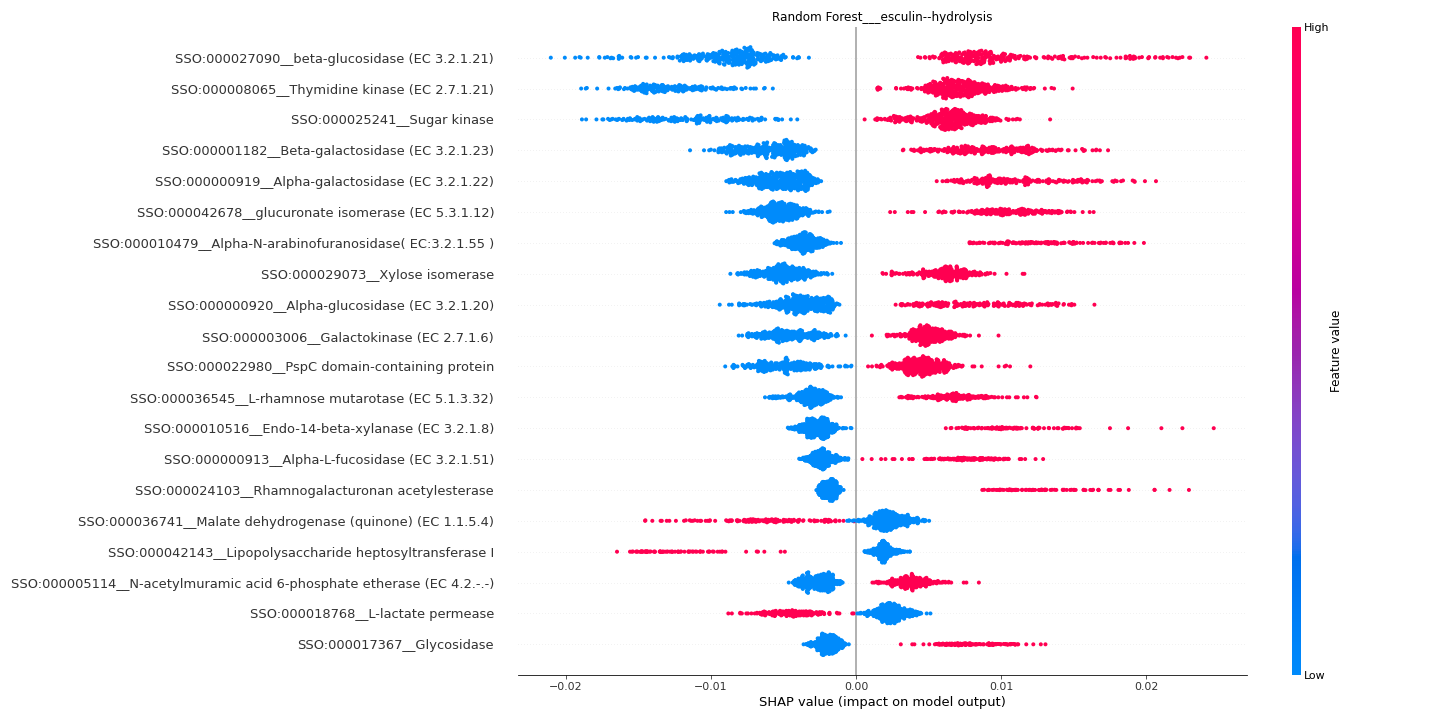 Random Forest___esculin--hydrolysis
High
SSO:000027090__beta-glucosidase (EC 3.2.1.21)
SSO:000008065__Thymidine kinase (EC 2.7.1.21)
SSO:000025241__Sugar kinase
SSO:000001182__Beta-galactosidase (EC 3.2.1.23)
SSO:000000919__Alpha-galactosidase (EC 3.2.1.22)
SSO:000042678__glucuronate isomerase (EC 5.3.1.12)
SSO:000010479__Alpha-N-arabinofuranosidase( EC:3.2.1.55 )
SSO:000029073__Xylose isomerase
SSO:000000920__Alpha-glucosidase (EC 3.2.1.20)
SSO:000003006__Galactokinase (EC 2.7.1.6)
SSO:000022980__PspC domain-containing protein
SSO:000036545__L-rhamnose mutarotase (EC 5.1.3.32)
SSO:000010516__Endo-14-beta-xylanase (EC 3.2.1.8)
SSO:000000913__Alpha-L-fucosidase (EC 3.2.1.51)
SSO:000024103__Rhamnogalacturonan acetylesterase
SSO:000036741__Malate dehydrogenase (quinone) (EC 1.1.5.4)
SSO:000042143__Lipopolysaccharide heptosyltransferase I
SSO:000005114__N-acetylmuramic acid 6-phosphate etherase (EC 4.2.-.-)
SSO:000018768__L-lactate permease
SSO:000017367__Glycosidase
Feature value
Low
−0.02 −0.01 0.00 0.01 0.02
SHAP value (impact on model output)